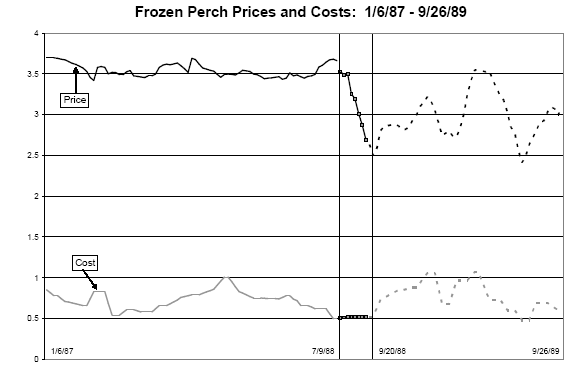 Frozen Perch Prices and Costs: 1/6/87 - 9/26/89
4
3.5
Price
3
2.5
2
1.5
Cost
1
0.5
0
1/6/87 7/9/88 9/20/88 9/26/89